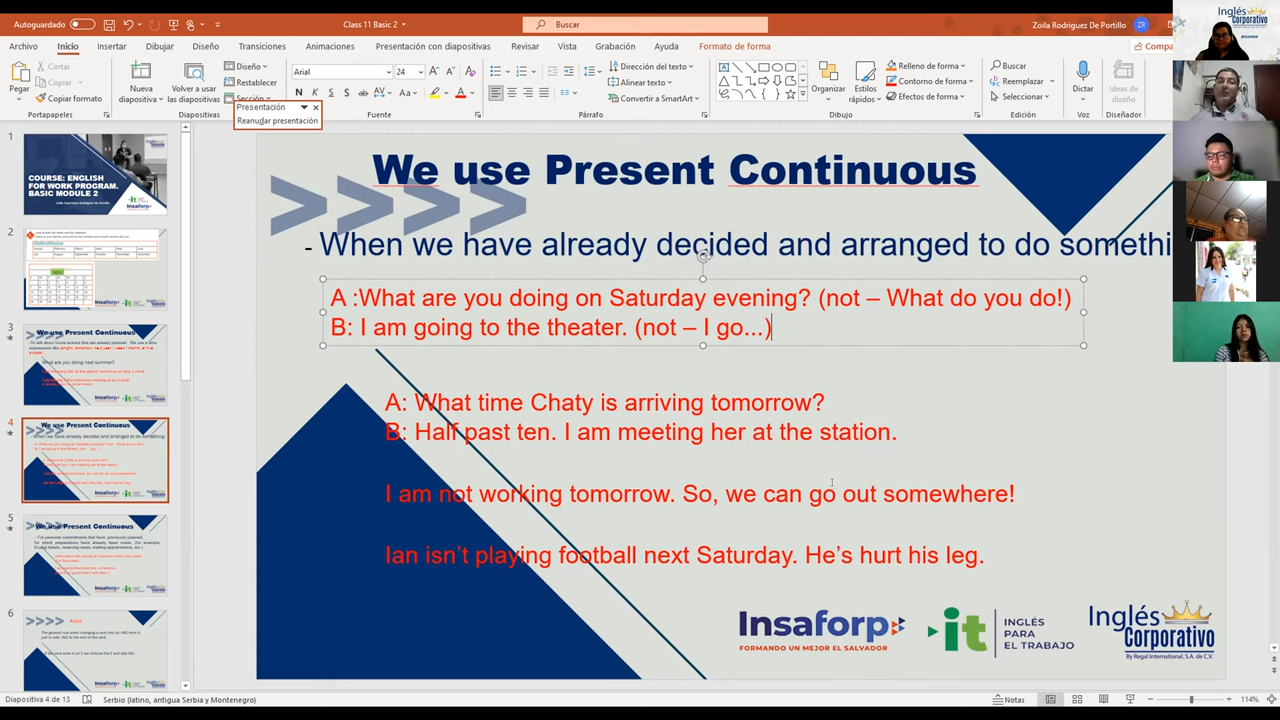 Autoguardado
Class 11 Basic 2
Buscar
Zoila Rodriguez De Portillo
ZR
Archivo
Inicio
Insertar
Dibujar
Diseño
Transiciones
Animaciones
Presentación con diapositivas
Revisar
Vista
Grabación
Ayuda
Formato de forma
Compa
Pegar
Cortar
Copiar
Copiar formato
Portapapeles
Nueva diapositiva
Volver a usar las diapositivas
Diseño
Restablecer
Sección
Diapositivas
Arial
24
Fuente
Dirección del texto
Alinear texto
Convertir a SmartArt
Párrafo
Organizar
Estilos rápidos
Relleno de forma
Contorno de forma
Efectos de forma
Dibujo
Buscar
Reemplazar
Seleccionar
Edición
Dictar
Voz
Ideas de diseño
Diseñador
Presentación
Reanudar presentación
1
COURSE: ENGLISH
FOR WORK PROGRAM.
BASIC MODULE 2
2
3
We use Present Continuous
4
We use Present Continuous
5
We use Present Continuous
6
We use Present Continuous
- When we have already decided and arranged to do somethi
A :What are you doing on Saturday evening? (not – What do you do!)
B: I am going to the theater. (not – I go...)
A: What time Chaty is arriving tomorrow?
B: Half past ten. I am meeting her at the station.
I am not working tomorrow. So, we can go out somewhere!
Ian isn't playing football next Saturday. He's hurt his leg.
Insaforp
FORMANDO UN MEJOR EL SALVADOR
it
INGLÉS
PARA
EL TRABAJO
Inglés
Corporativo
By Regal International, S.A. de C.V.
Inglés
Corporativo
Diapositiva 4 de 13
Serbio (latino, antigua Serbia y Montenegro)
Notas
114%